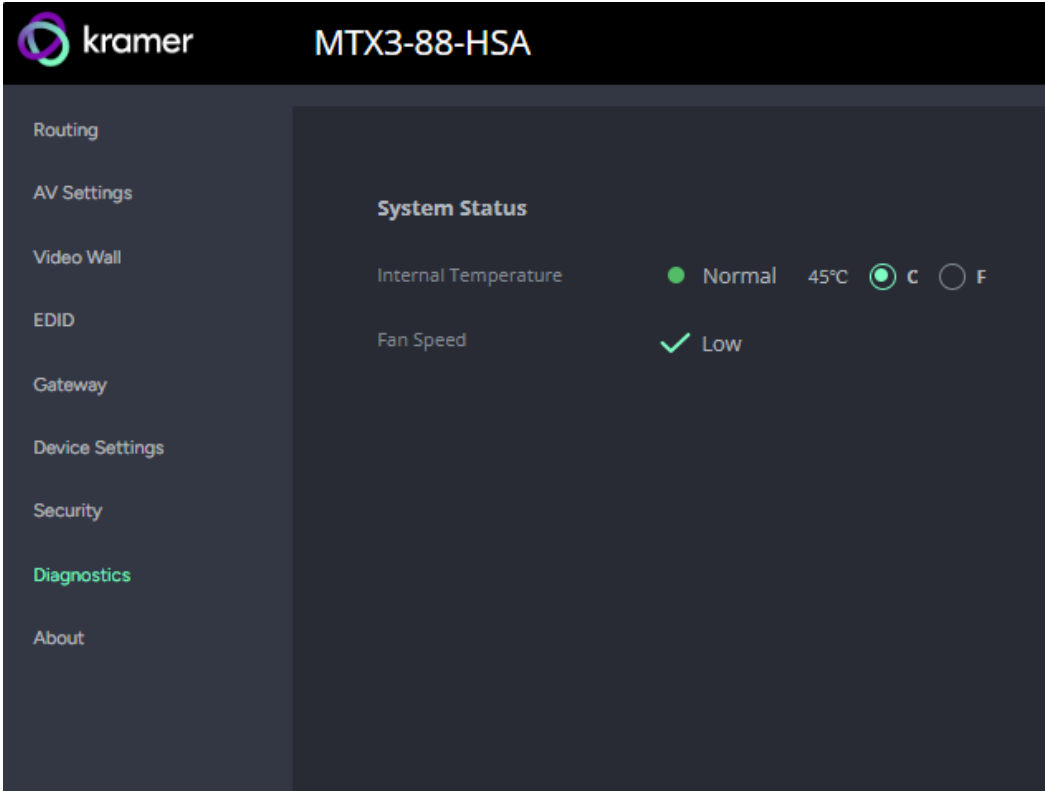 kramer MTX3-88-HSA
Routing
AV Settings
Video Wall
EDID
Gateway
Device Settings
Security
Diagnostics
About
System Status
Internal Temperature Normal 45°C C F
Fan Speed Low